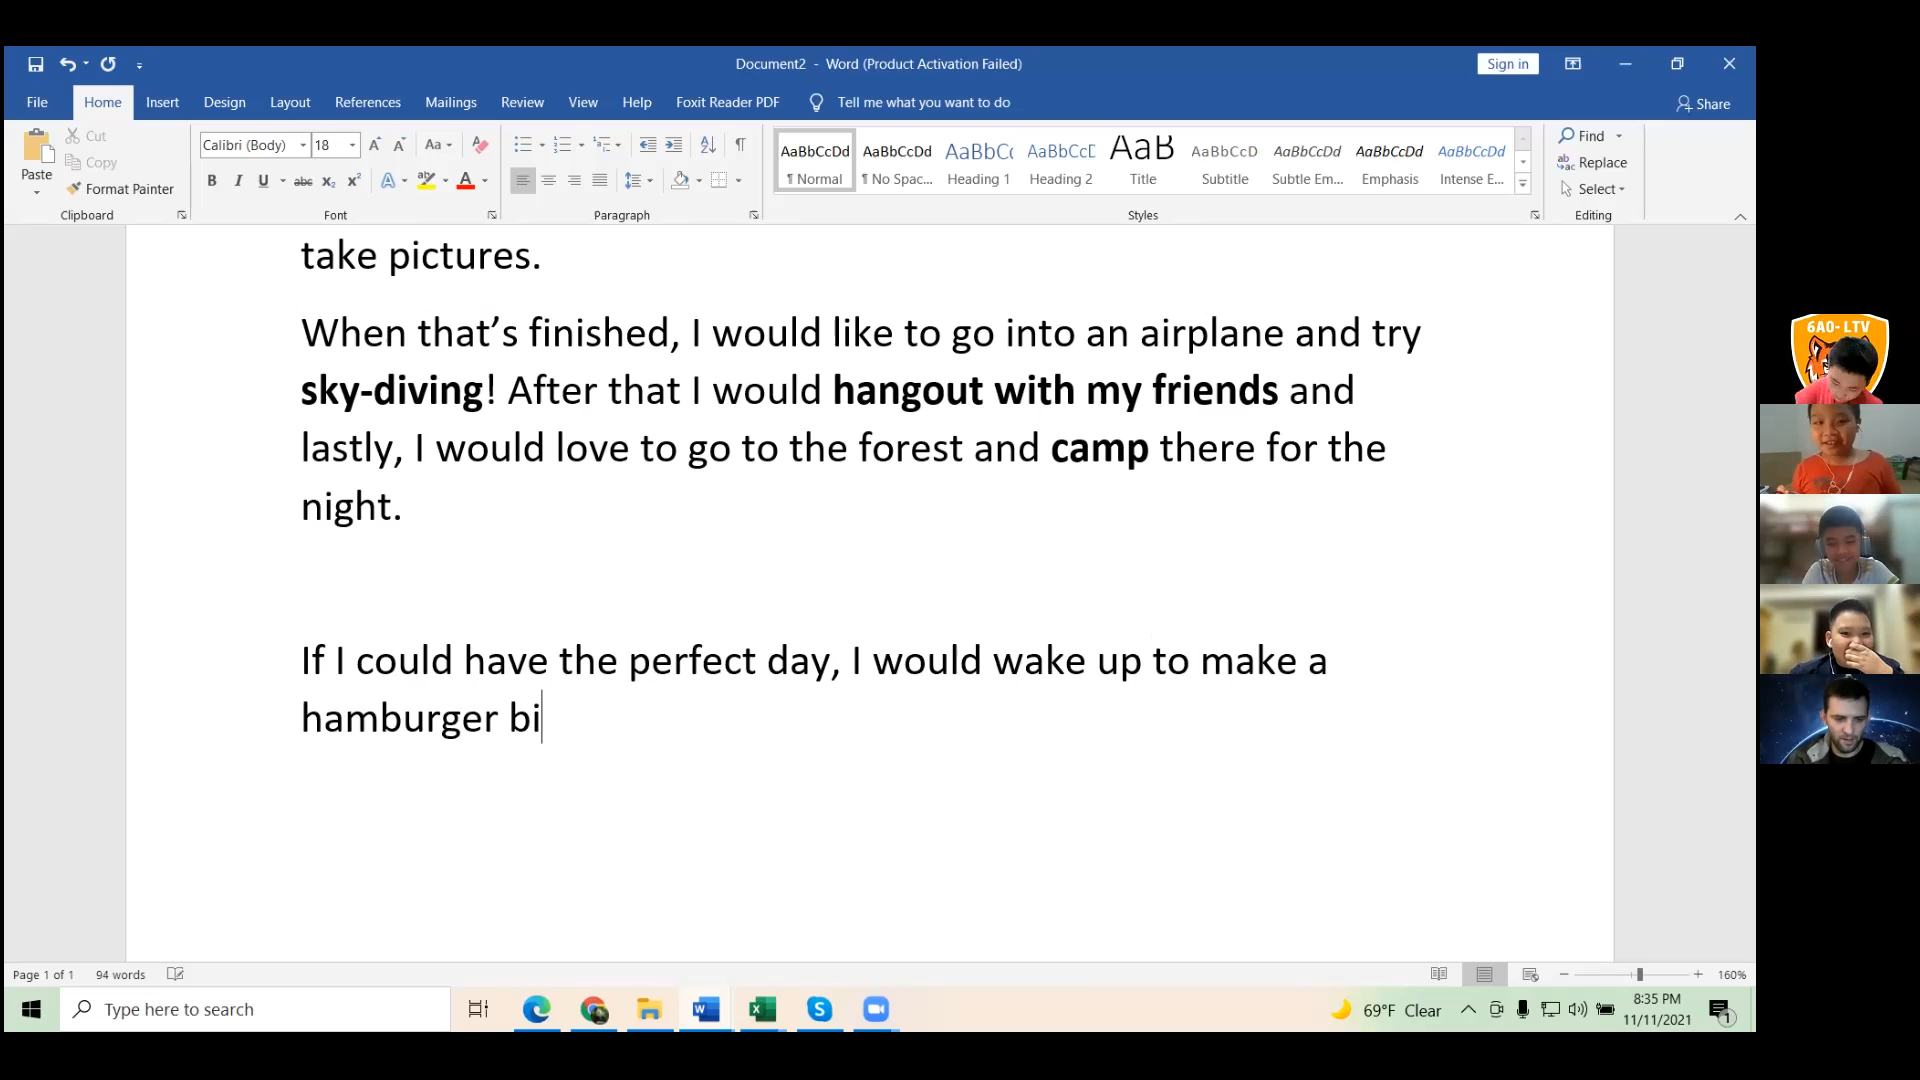 Document2 - Word (Product Activation Failed)
Sign in
File Home Insert Design Layout References Mailings Review View Help Foxit Reader PDF Tell me what you want to do Share
Paste
Cut
Copy
Format Painter
Clipboard
Calibri (Body) 18
Font
Paragraph
AaBbCcDd AaBbCcDd AaBbC AaBbCcD AaB AaBbCcD AaBbCcDd AaBbCcDd AaBbCcDd
¶ Normal ¶ No Spac... Heading 1 Heading 2 Title Subtitle Subtle Em... Emphasis Intense E...
Styles
Find
Replace
Select
Editing
take pictures.
When that’s finished, I would like to go into an airplane and try
sky-diving! After that I would hangout with my friends and
lastly, I would love to go to the forest and camp there for the
night.
If I could have the perfect day, I would wake up to make a
hamburger bi
6A0- LTV
Page 1 of 1 94 words
160%
Type here to search
69°F Clear
8:35 PM
11/11/2021
1